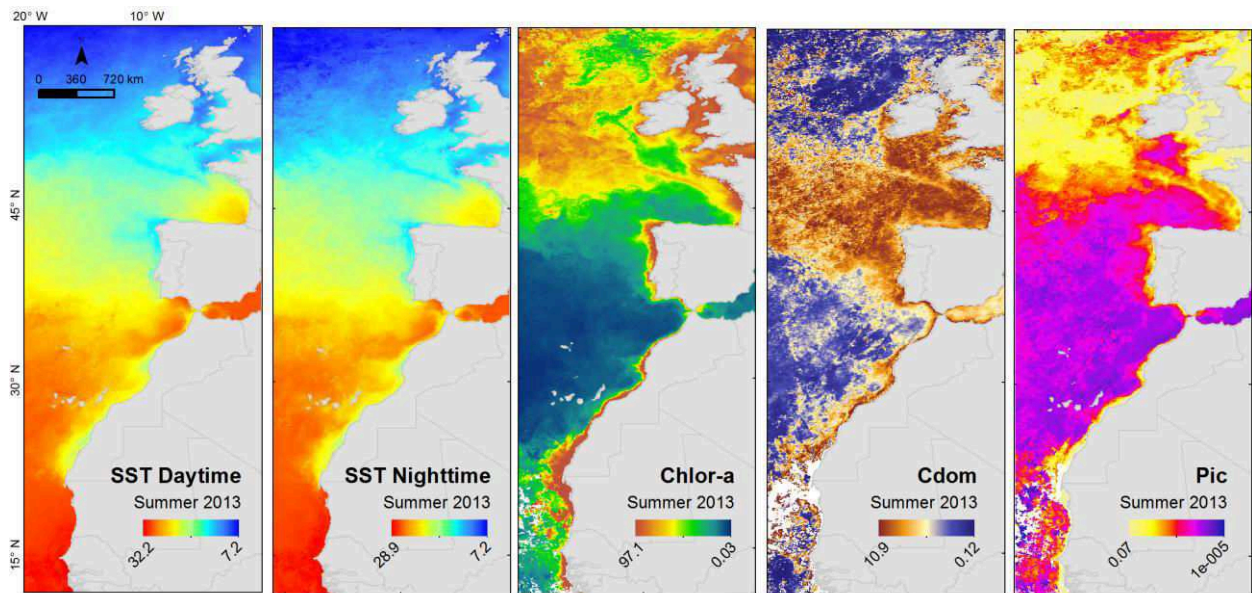 20° W
10° W
0 360 720 km
45° N
30° N
15° N
SST Daytime
Summer 2013
32.2
7.2
SST Nighttime
Summer 2013
28.9
7.2
Chlor-a
Summer 2013
97.1
0.03
Cdom
Summer 2013
10.9
0.12
Pic
Summer 2013
0.07
1e-005